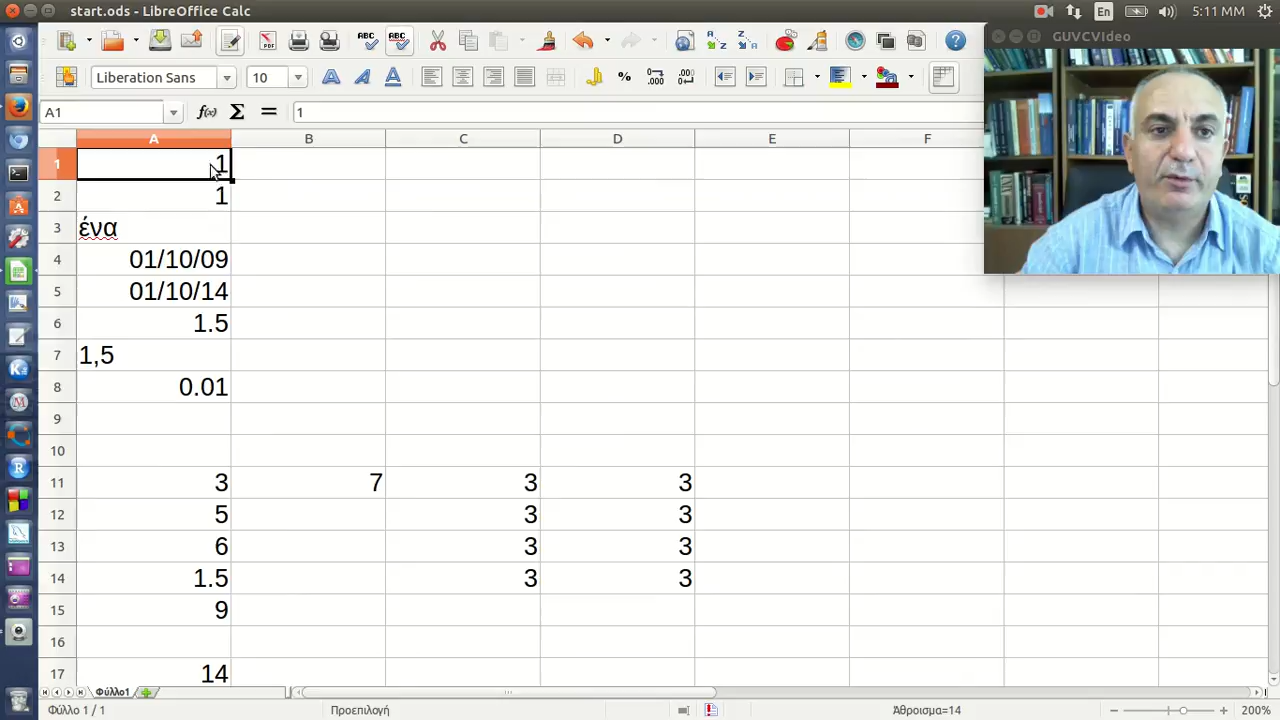 start.ods - LibreOffice Calc
En
5:11 ΜΜ
GUVCVideo
Liberation Sans
10
A1
1
A B C D E F
1 1
2 1
3 ένα
4 01/10/09
5 01/10/14
6 1.5
7 1,5
8 0.01
9
10
11 3 7 3 3
12 5 3 3
13 6 3 3
14 1.5 3 3
15 9
16
17 14
Φύλλο1
Φύλλο 1 / 1
Προεπιλογή
Άθροισμα=14
200%